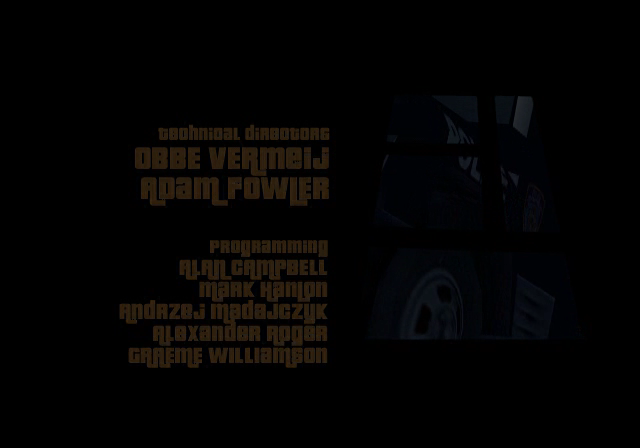 technical directors
OBBE VERMEIJ
ADAM FOWLER
PROGRAMMING
ALAN CAMPBELL
MARK HANLON
ANDRZEJ MADAJCZYK
ALEXANDER ROGER
GRAEME WILLIAMSON